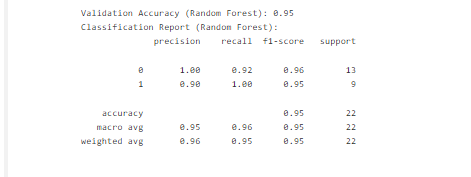 Validation Accuracy (Random Forest): 0.95
Classification Report (Random Forest):
precision recall f1-score support
0 1.00 0.92 0.96 13
1 0.90 1.00 0.95 9
accuracy 0.95 22
macro avg 0.95 0.96 0.95 22
weighted avg 0.96 0.95 0.95 22